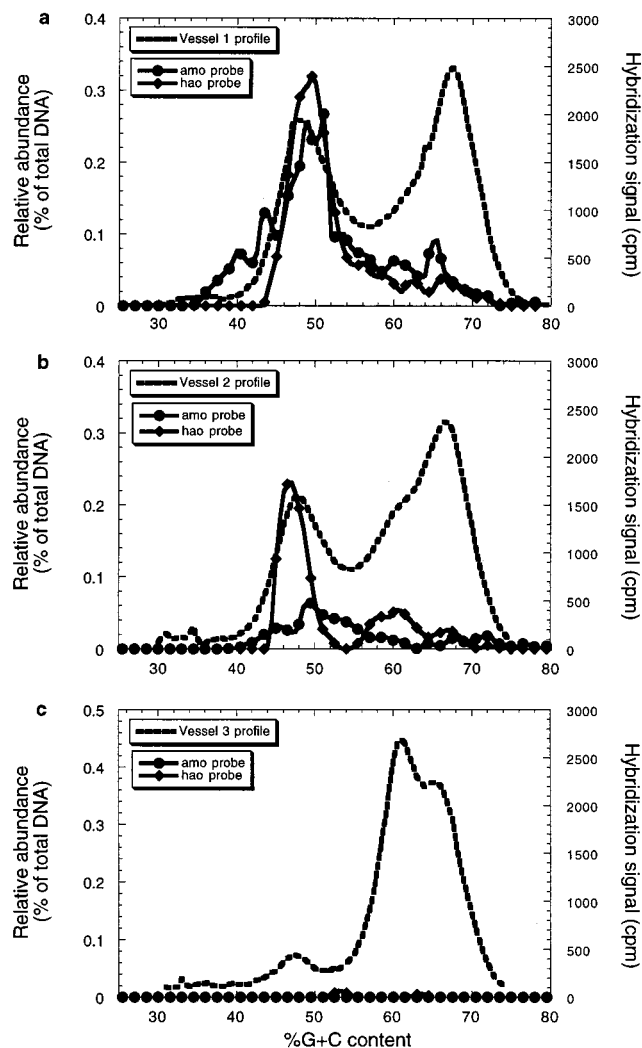 a
0.4
0.3
0.2
0.1
0
Relative abundance
(% of total DNA)
Vessel 1 profile
amo probe
hao probe
3000
2500
2000
1500
1000
500
0
Hybridization signal (cpm)
30 40 50 60 70 80
b
0.4
0.3
0.2
0.1
0
Relative abundance
(% of total DNA)
Vessel 2 profile
amo probe
hao probe
3000
2500
2000
1500
1000
500
0
Hybridization signal (cpm)
30 40 50 60 70 80
c
0.5
0.4
0.3
0.2
0.1
0
Relative abundance
(% of total DNA)
Vessel 3 profile
amo probe
hao probe
3000
2500
2000
1500
1000
500
0
Hybridization signal (cpm)
30 40 50 60 70 80
%G+C content